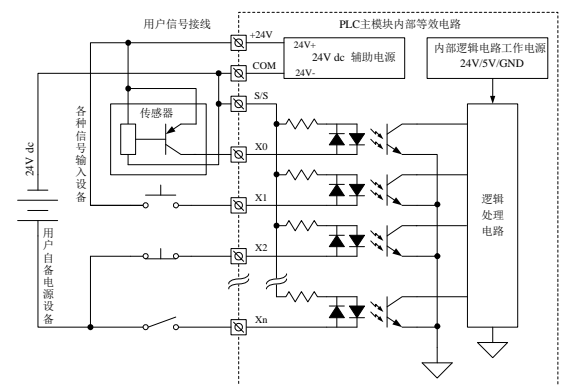 用户信号接线
PLC主模块内部等效电路
+24V
24V+
24V dc 辅助电源
24V-
内部逻辑电路工作电源
24V/5V/GND
COM
S/S
传感器
各种信号输入设备
X0
24V dc
X1
逻辑
处理
电路
用户自备电源设备
X2
Xn